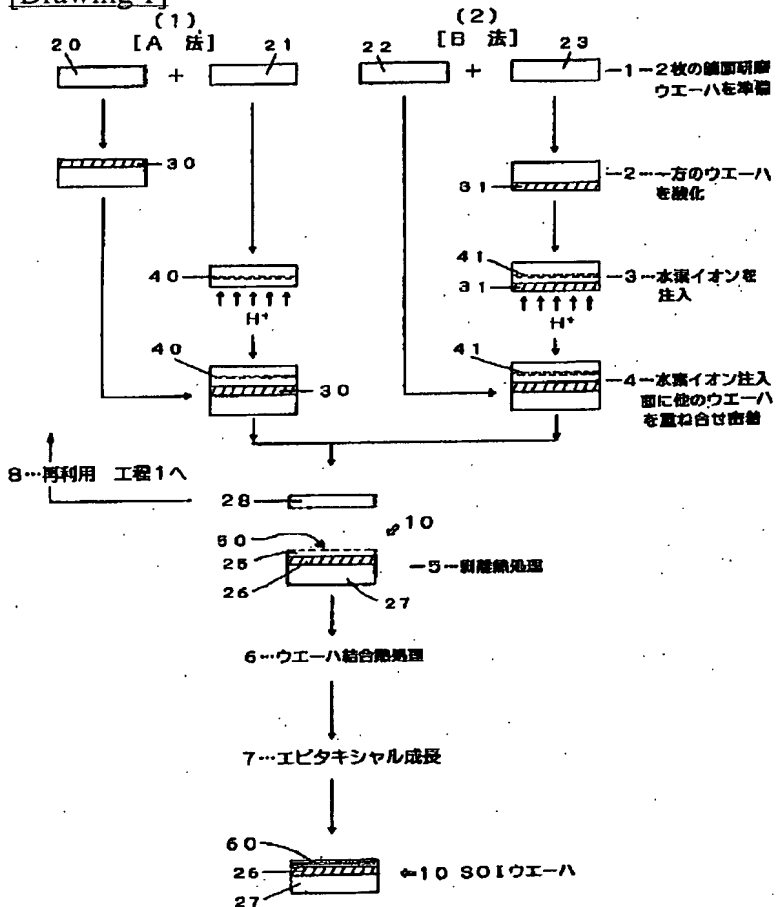 [Drawing 1]
(1)
[A 法]
(2)
[B 法]
20
+
21
22
+
23
1…2枚の鏡面研磨
ウエーハを準備
30
31
2…一方のウエーハ
を酸化
40
H+
41
31
H+
3…水素イオンを
注入
40
30
41
4…水素イオン注入
面に他のウエーハ
を重ね合せ密着
8…再利用 工程1へ
28
10
50
25
26
27
5…剥離熱処理
6…ウエーハ結合熱処理
7…エピタキシャル成長
60
26
27
⇐10 SOIウエーハ